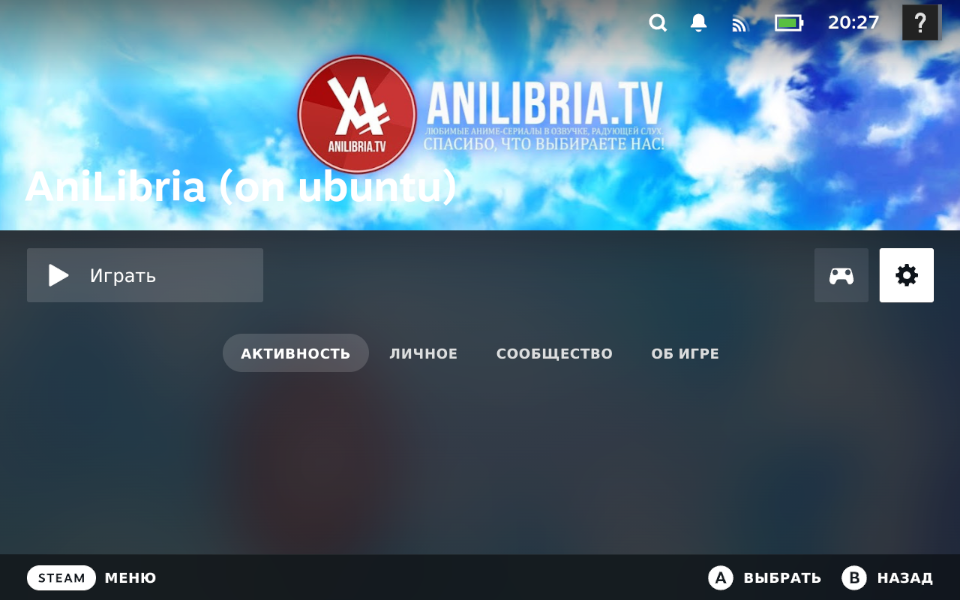 20:27
?
ANILIBRIA.TV
ЛЮБИМЫЕ АНИМЕ-СЕРИАЛЫ В ОЗВУЧКЕ, РАДУЮЩЕЙ СЛУХ.
СПАСИБО, ЧТО ВЫБИРАЕТЕ НАС!
ANILIBRIA.TV
AniLibria (on ubuntu)
Играть
АКТИВНОСТЬ ЛИЧНОЕ СООБЩЕСТВО ОБ ИГРЕ
STEAM МЕНЮ A ВЫБРАТЬ B НАЗАД